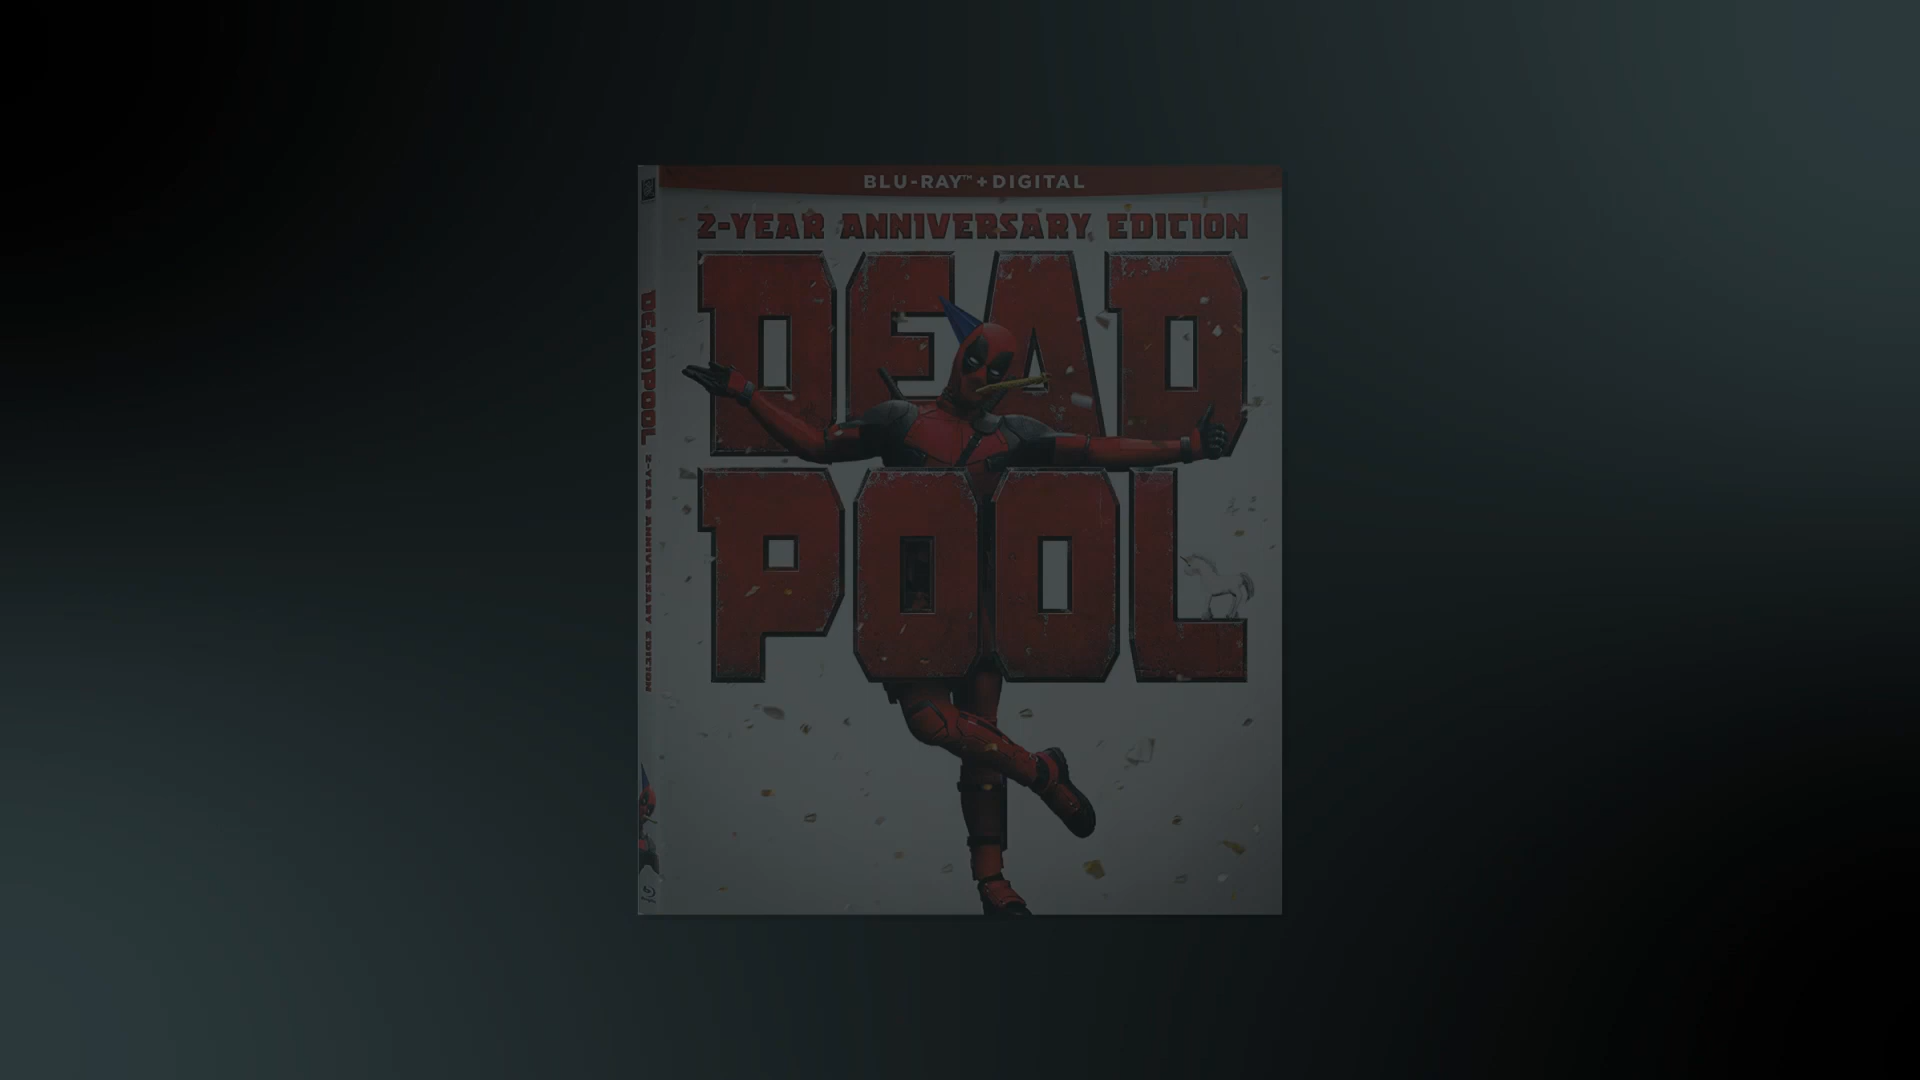 BLU-RAY™ + DIGITAL
2-YEAR ANNIVERSARY EDITION
DEAD
POOL
DEADPOOL 2-YEAR ANNIVERSARY EDITION